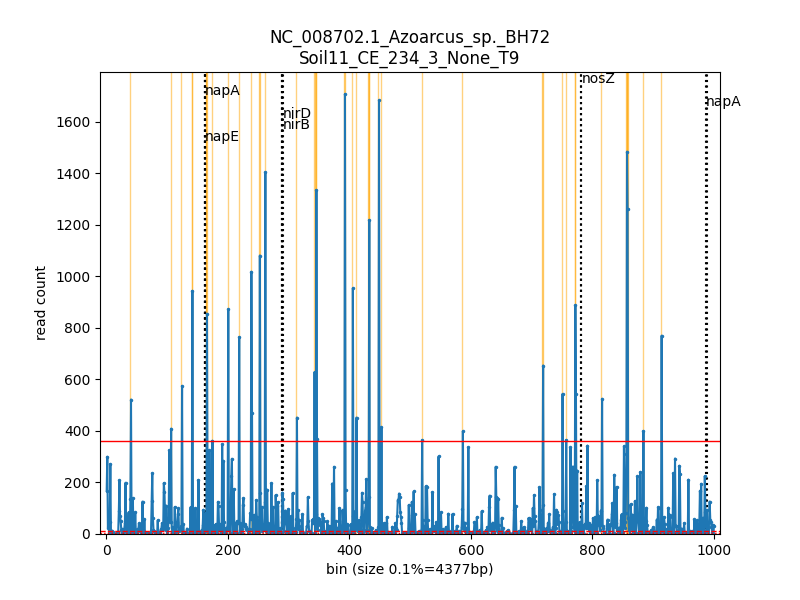 NC_008702.1_Azoarcus_sp._BH72
Soil11_CE_234_3_None_T9
nosZ
napA
napA
nirD
nirB
napE
1600
1400
1200
1000
800
600
400
200
0
read count
0 200 400 600 800 1000
bin (size 0.1%=4377bp)